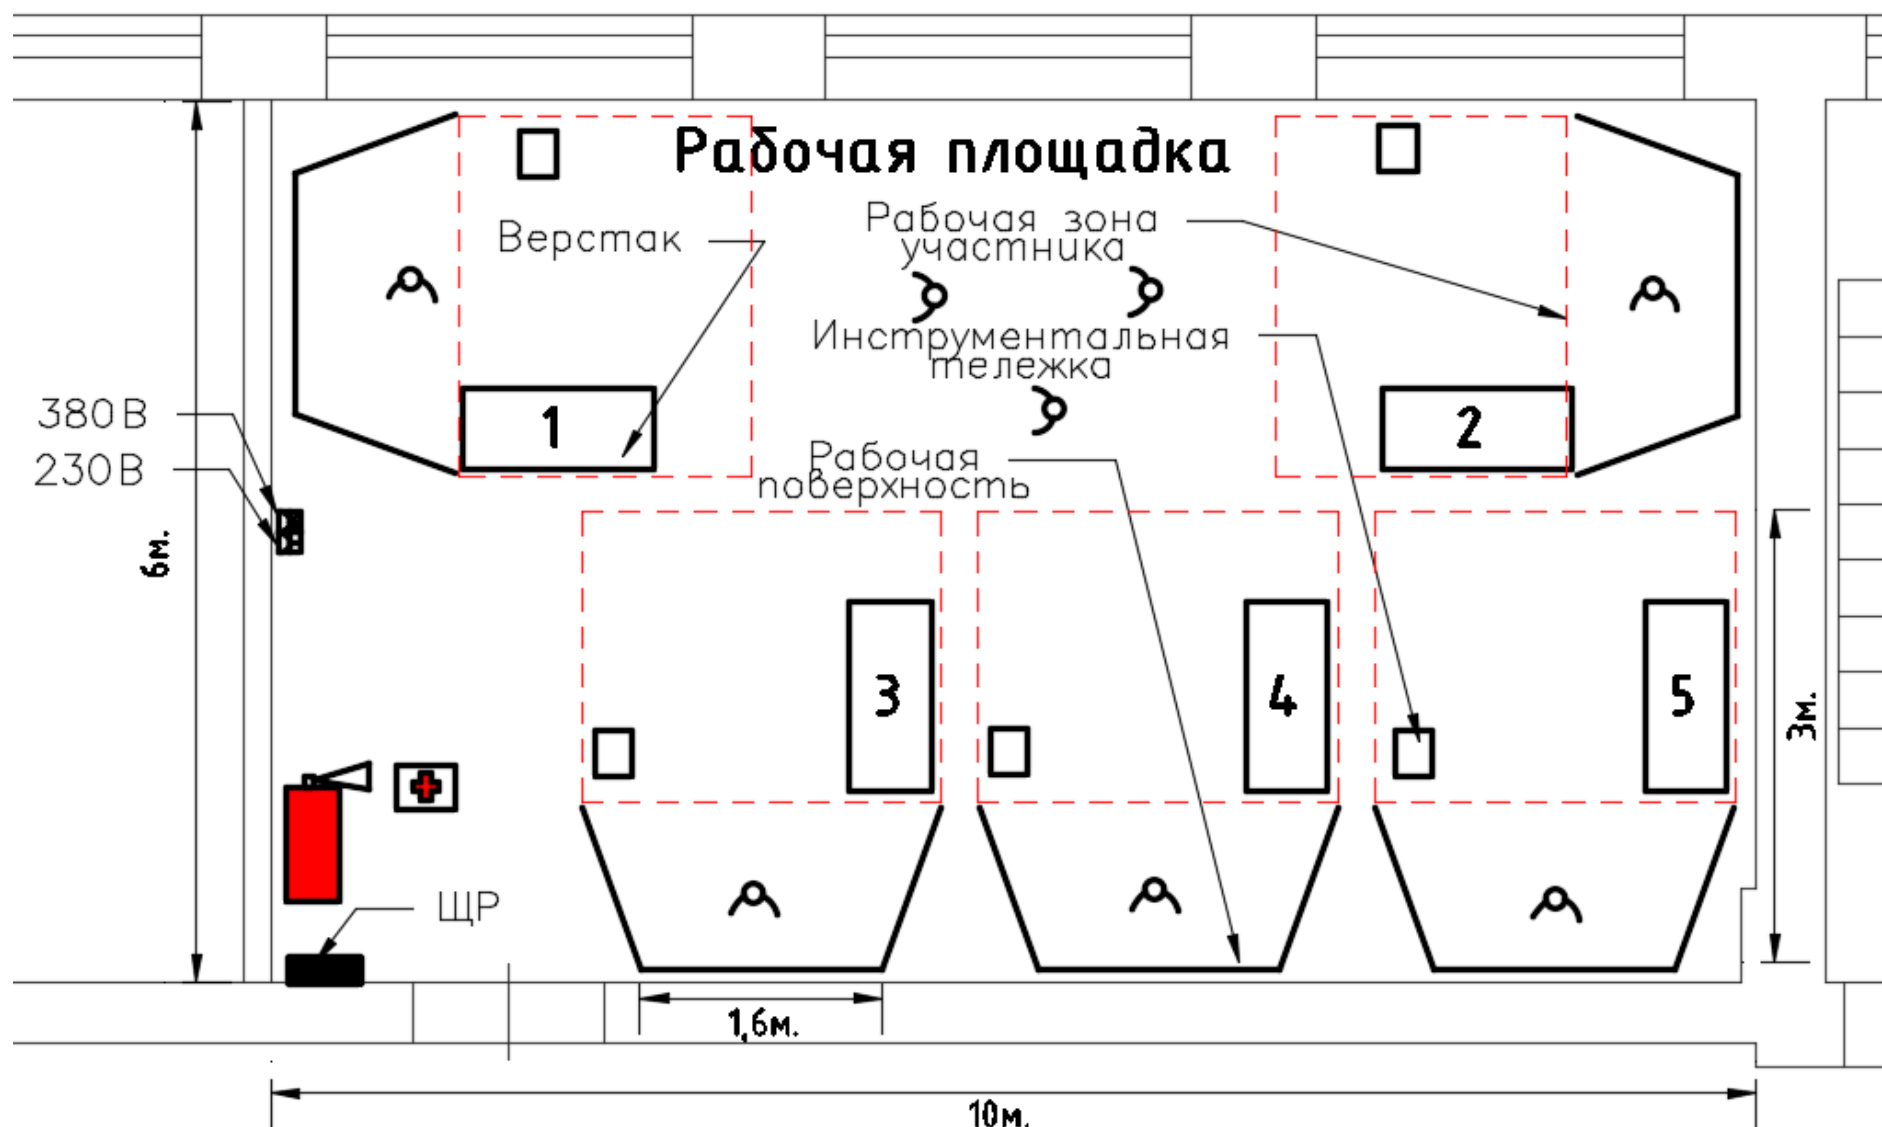 Рабочая площадка
Верстак
Рабочая зона
участника
Инструментальная
тележка
380В
230В
1
2
Рабочая
поверхность
6м.
3
4
5
3м.
ЩР
1,6м.
10м.